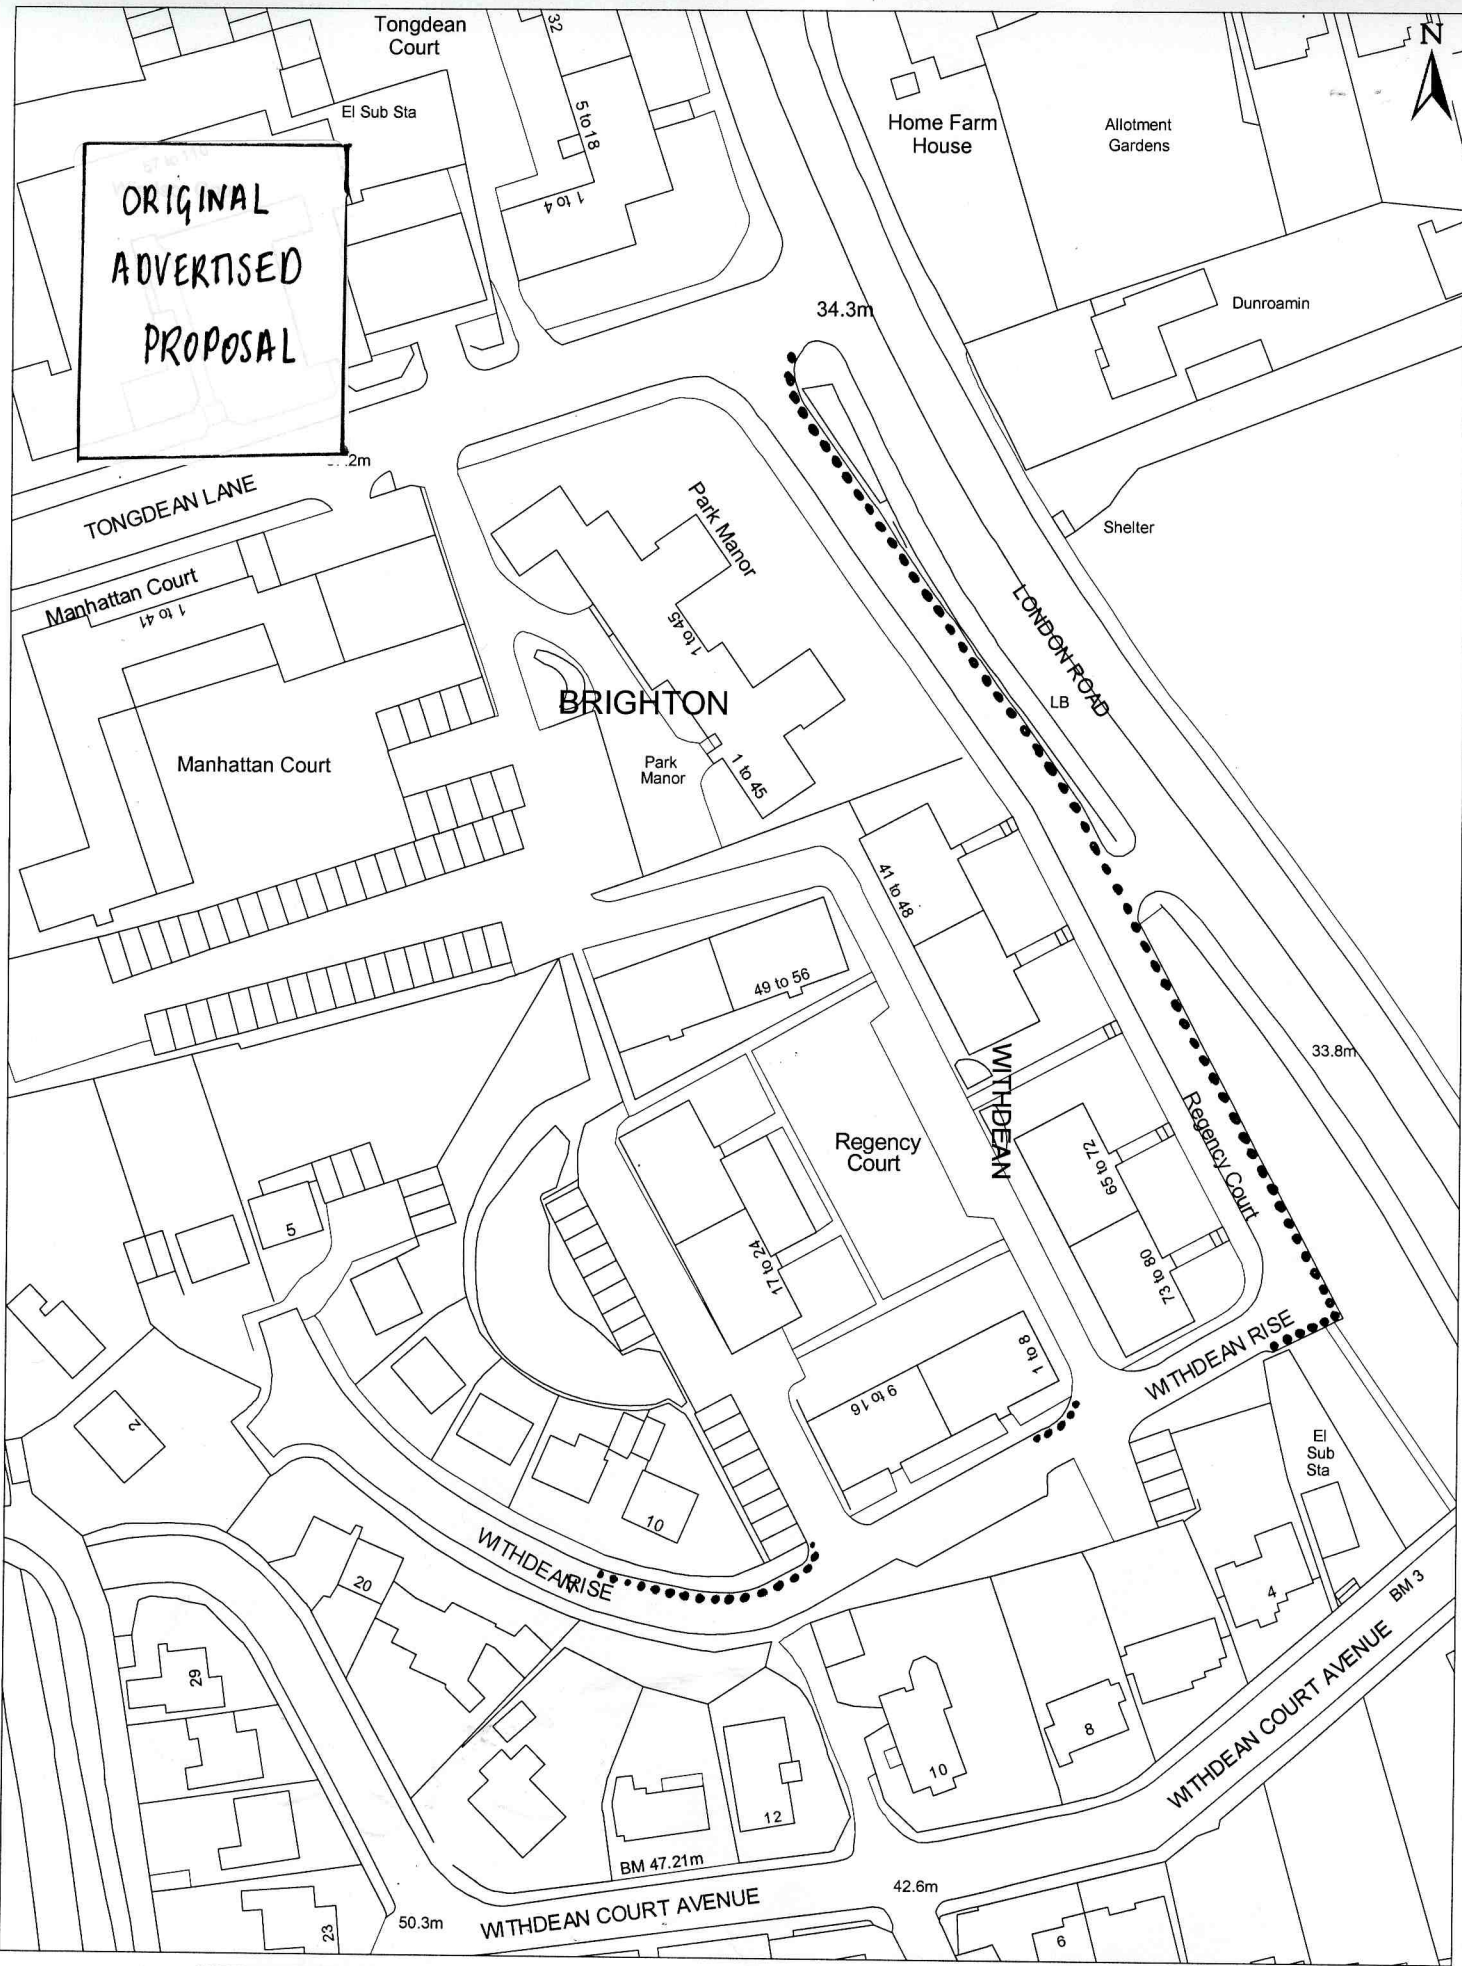 Tongdean
Court
32
N
El Sub Sta
5 to 18
1 to 4
Home Farm
House
Allotment
Gardens
ORIGINAL
ADVERTISED
PROPOSAL
34.3m
Dunroamin
2m
TONGDEAN LANE
Park Manor
Shelter
Manhattan Court
1 to 41
1 to 45
LONDON ROAD
LB
BRIGHTON
Manhattan Court
Park
Manor
1 to 45
41 to 48
49 to 56
33.8m
WITHDEAN
Regency
Court
65 to 72
Regency Court
5
17 to 24
73 to 80
1 to 8
WITHDEAN RISE
9 to 16
2
El
Sub
Sta
10
WITHDEAN RISE
20
4
BM 3
29
WITHDEAN COURT AVENUE
8
10
12
BM 47.21m
42.6m
50.3m
WITHDEAN COURT AVENUE
23
6